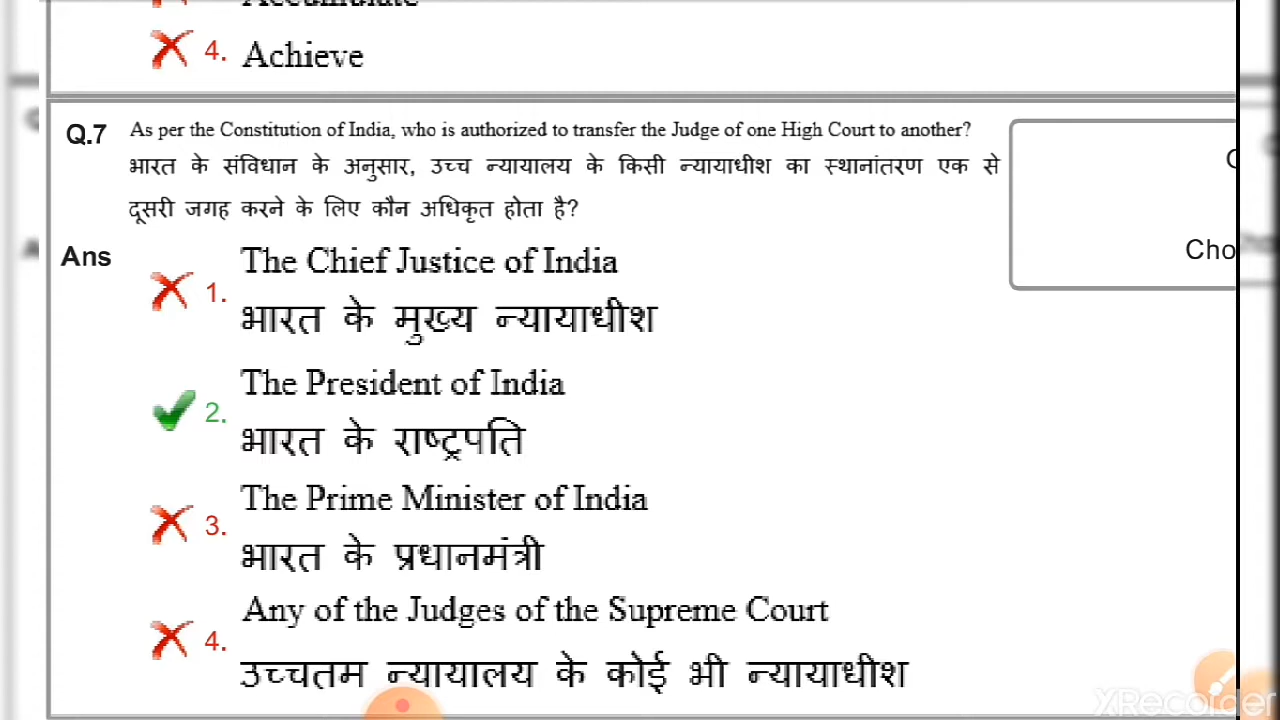 Accumulate
4. Achieve
Q.7 As per the Constitution of India, who is authorized to transfer the Judge of one High Court to another?
भारत के संविधान के अनुसार, उच्च न्यायालय के किसी न्यायाधीश का स्थानांतरण एक से
दूसरी जगह करने के लिए कौन अधिकृत होता है?
Ans
The Chief Justice of India
1.
भारत के मुख्य न्यायाधीश
The President of India
2.
भारत के राष्ट्रपति
The Prime Minister of India
3.
भारत के प्रधानमंत्री
Any of the Judges of the Supreme Court
4.
उच्चतम न्यायालय के कोई भी न्यायाधीश
Cho
XRecorder